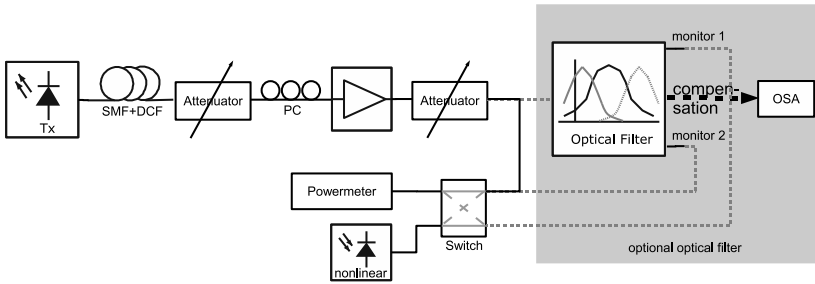 Tx
SMF+DCF
Attenuator
PC
Attenuator
monitor 1
compen-
sation
OSA
Optical Filter
monitor 2
Powermeter
Switch
nonlinear
optional optical filter